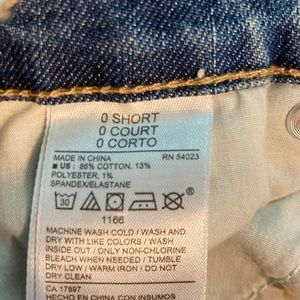 0 SHORT
0 COURT
0 CORTO
MADE IN CHINA RN 54023
■ US : 86% COTTON, 13%
POLYESTER, 1%
SPANDEX/ELASTANE
30
1166
MACHINE WASH COLD / WASH AND
DRY WITH LIKE COLORS / WASH
INSIDE OUT / ONLY NON-CHLORINE
BLEACH WHEN NEEDED / TUMBLE
DRY LOW / WARM IRON / DO NOT
DRY CLEAN
CA 17897
HECHO EN CHINA CON INSUMOS